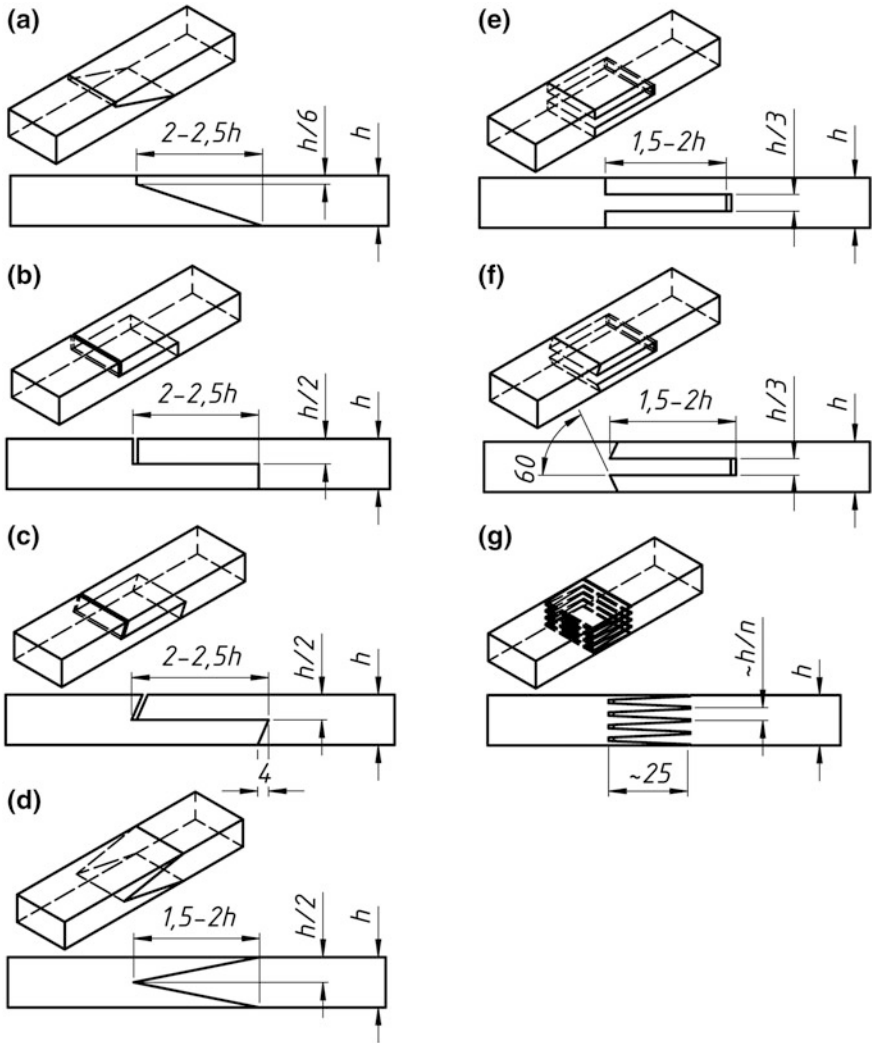 (a)
2-2,5h
h/6
h
(b)
2-2,5h
h/2
h
(c)
2-2,5h
h/2
h
4
(d)
1,5-2h
h/2
h
(e)
1,5-2h
h/3
h
(f)
1,5-2h
h/3
h
60
(g)
~h/n
h
~25